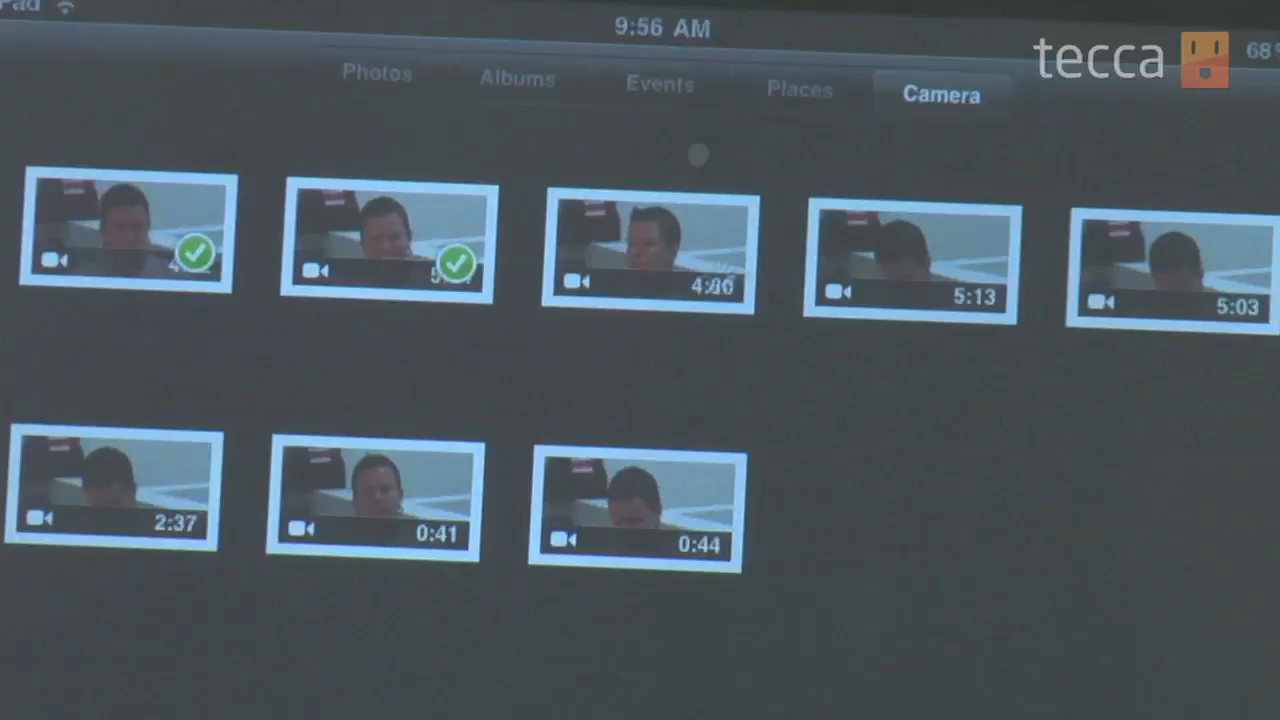 9:56 AM
tecca
68
Photos
Albums
Events
Places
Camera
5:13
5:03
2:37
0:41
0:44